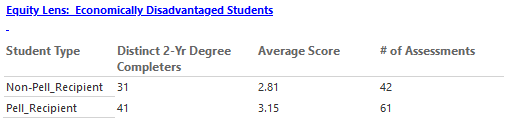 Equity Lens:  Economically Disadvantaged Students
Student Type Distinct 2-Yr Degree Completers Average Score # of Assessments
Non-Pell_Recipient 31 2.81 42
Pell_Recipient 41 3.15 61